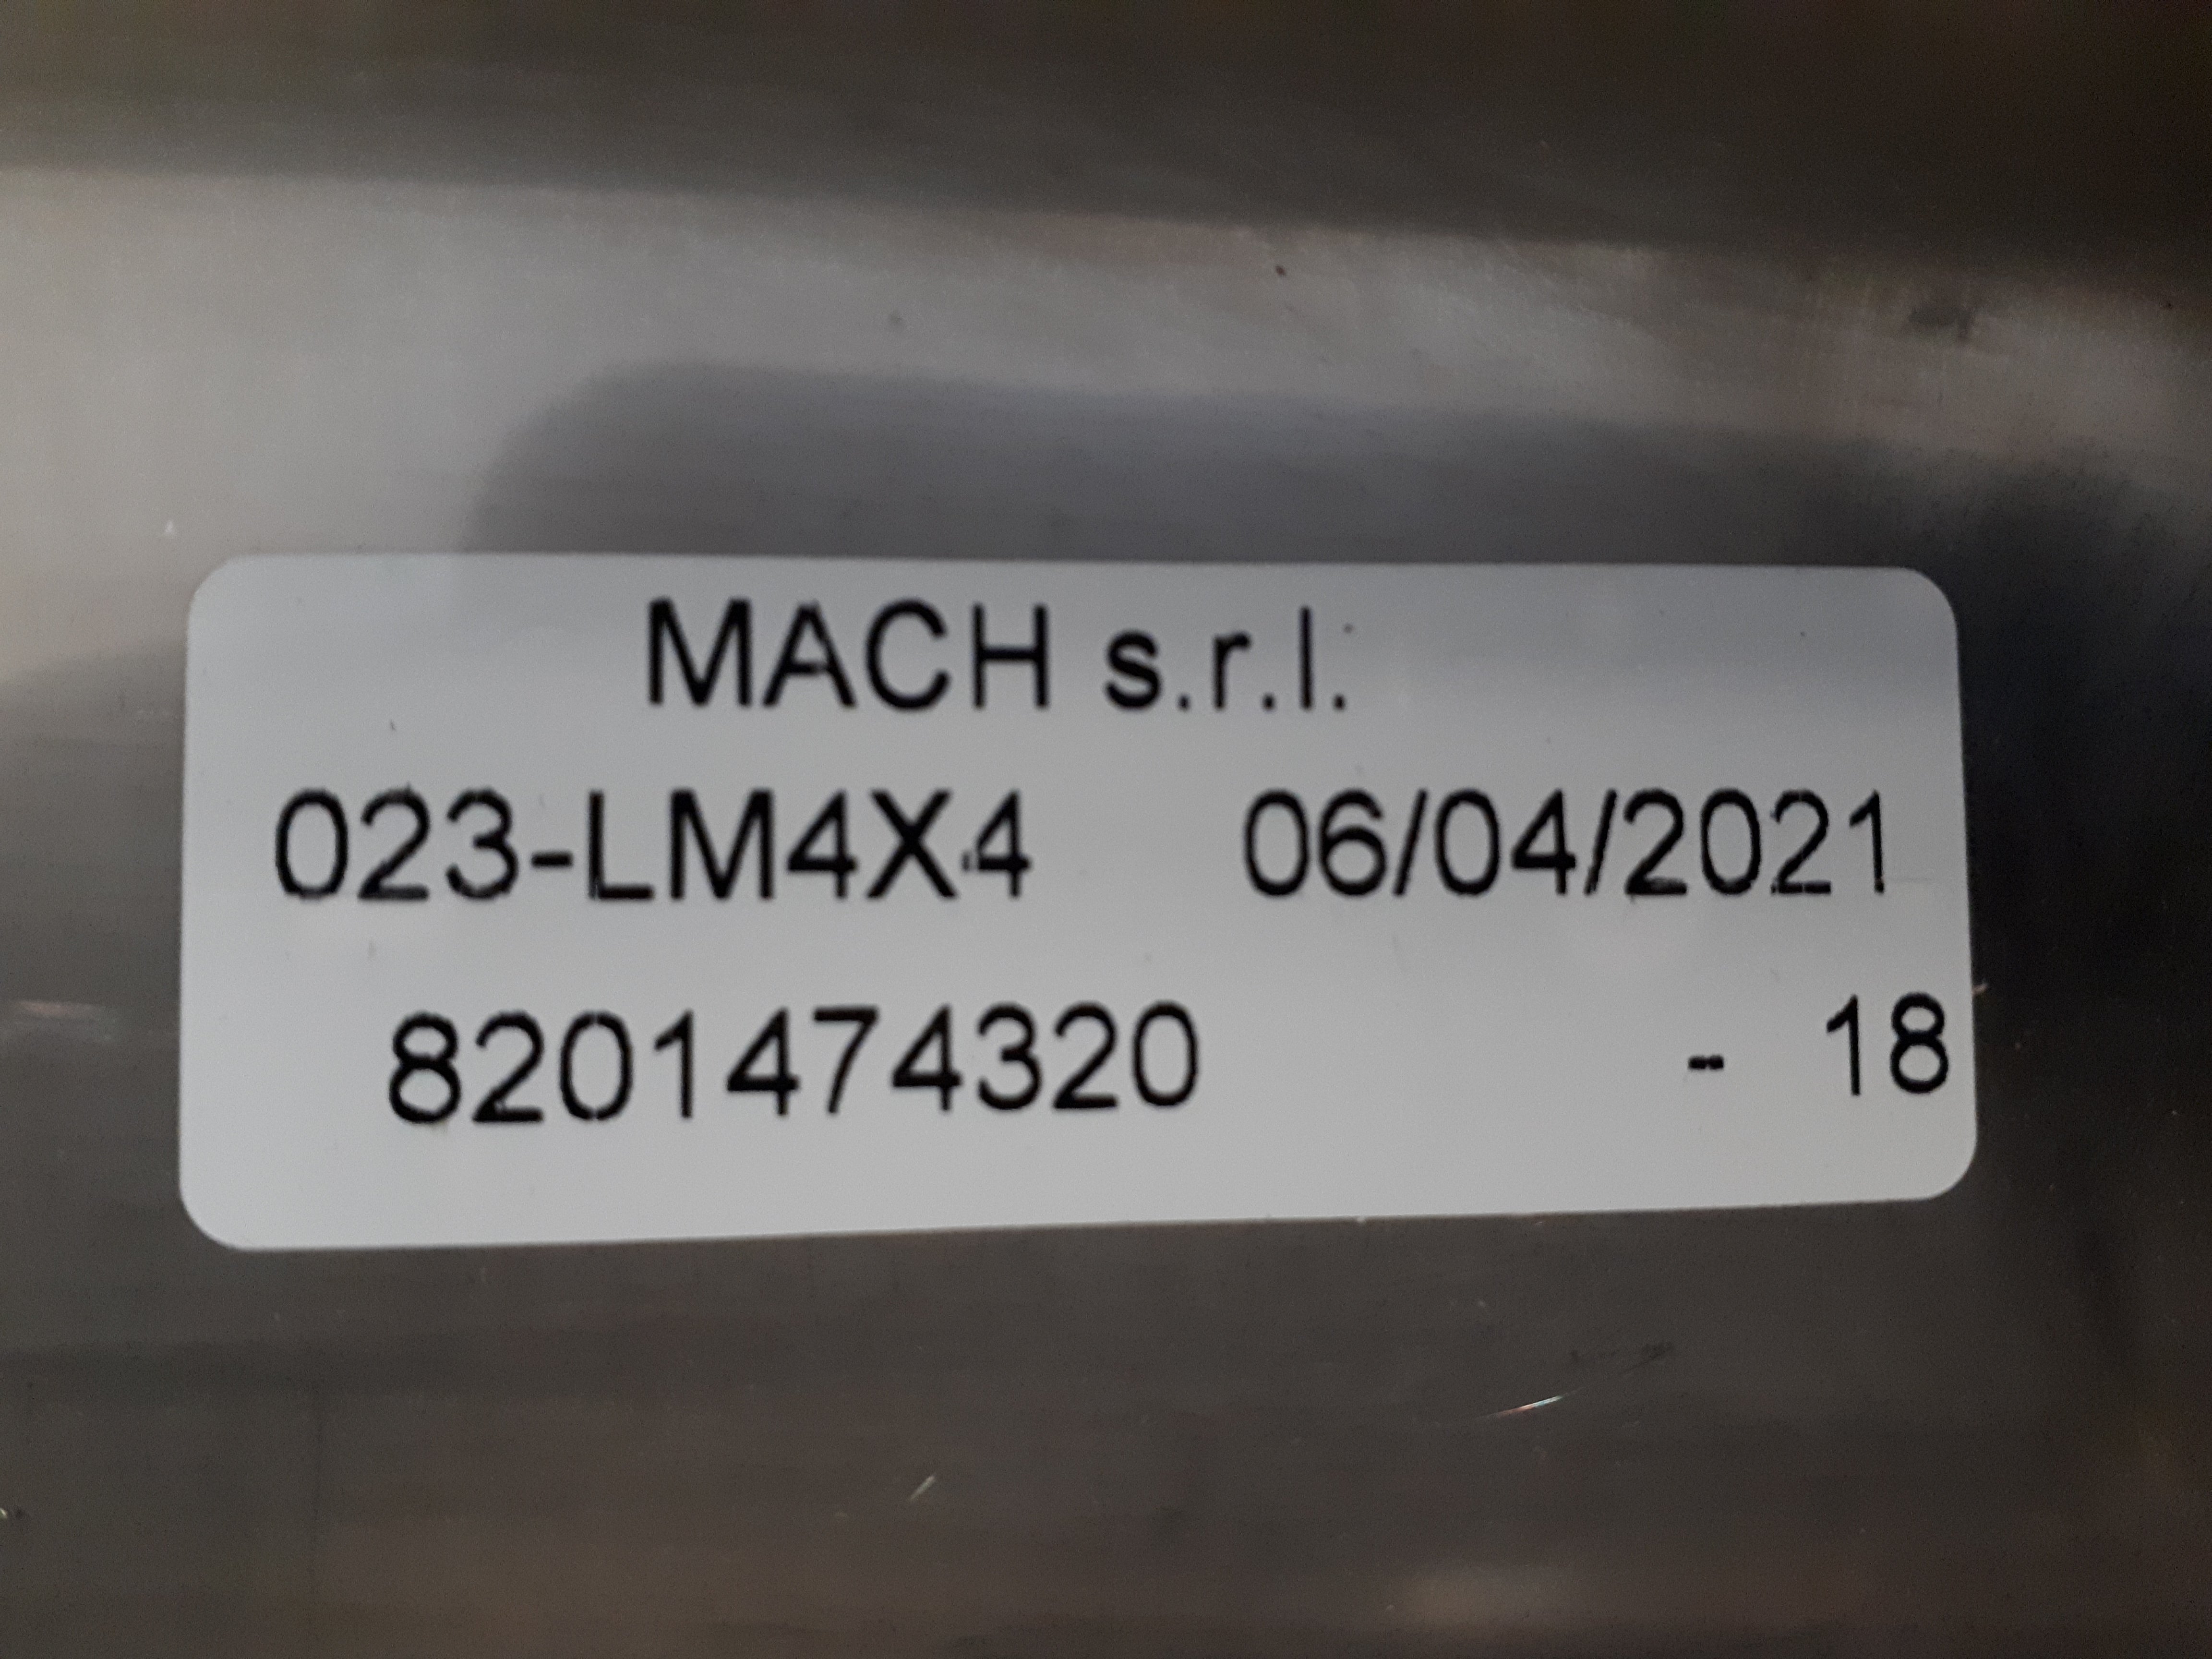 MACH s.r.l.
023-LM4X4 06/04/2021
8201474320 - 18